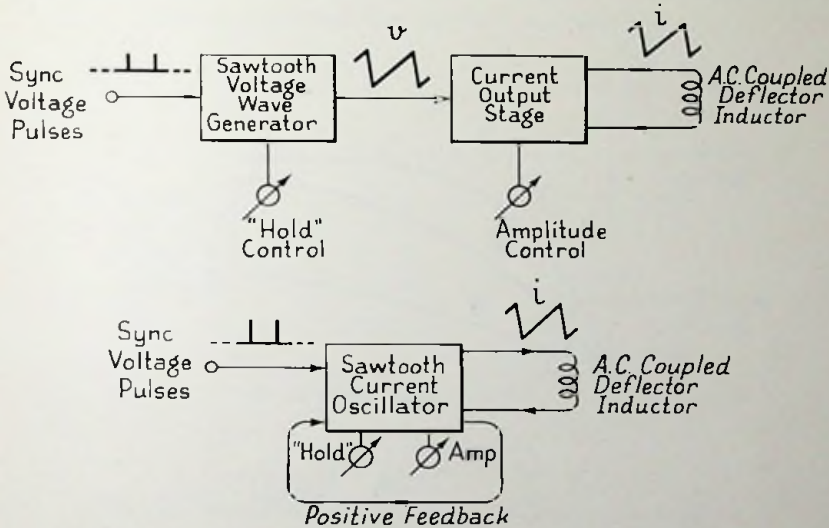 Sync
Voltage
Pulses
Sawtooth
Voltage
Wave
Generator
v
Current
Output
Stage
i
A.C. Coupled
Deflector
Inductor
"Hold"
Control
Amplitude
Control
Sync
Voltage
Pulses
Sawtooth
Current
Oscillator
i
A.C. Coupled
Deflector
Inductor
"Hold"
Amp
Positive Feedback